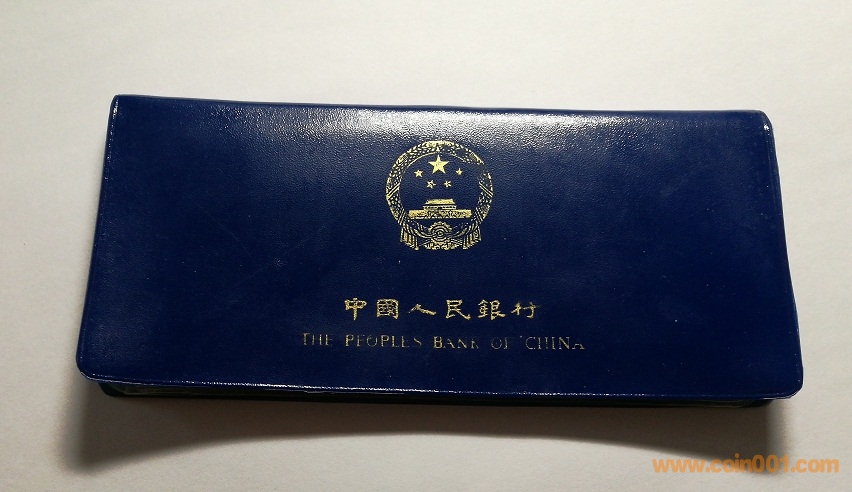 中國人民銀行
THE PEOPLES BANK OF CHINA
www.coin001.com